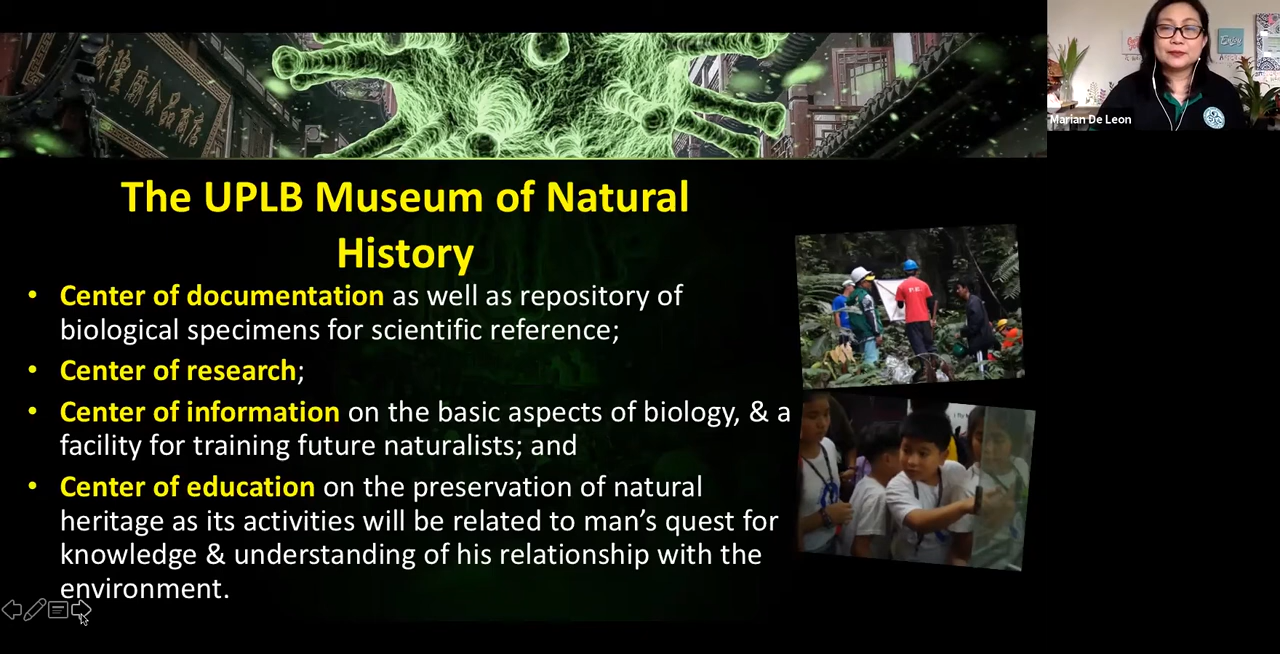 Enjoy
Marian De Leon
The UPLB Museum of Natural
History
• Center of documentation as well as repository of
biological specimens for scientific reference;
• Center of research;
• Center of information on the basic aspects of biology, & a
facility for training future naturalists; and
• Center of education on the preservation of natural
heritage as its activities will be related to man’s quest for
knowledge & understanding of his relationship with the
environment.